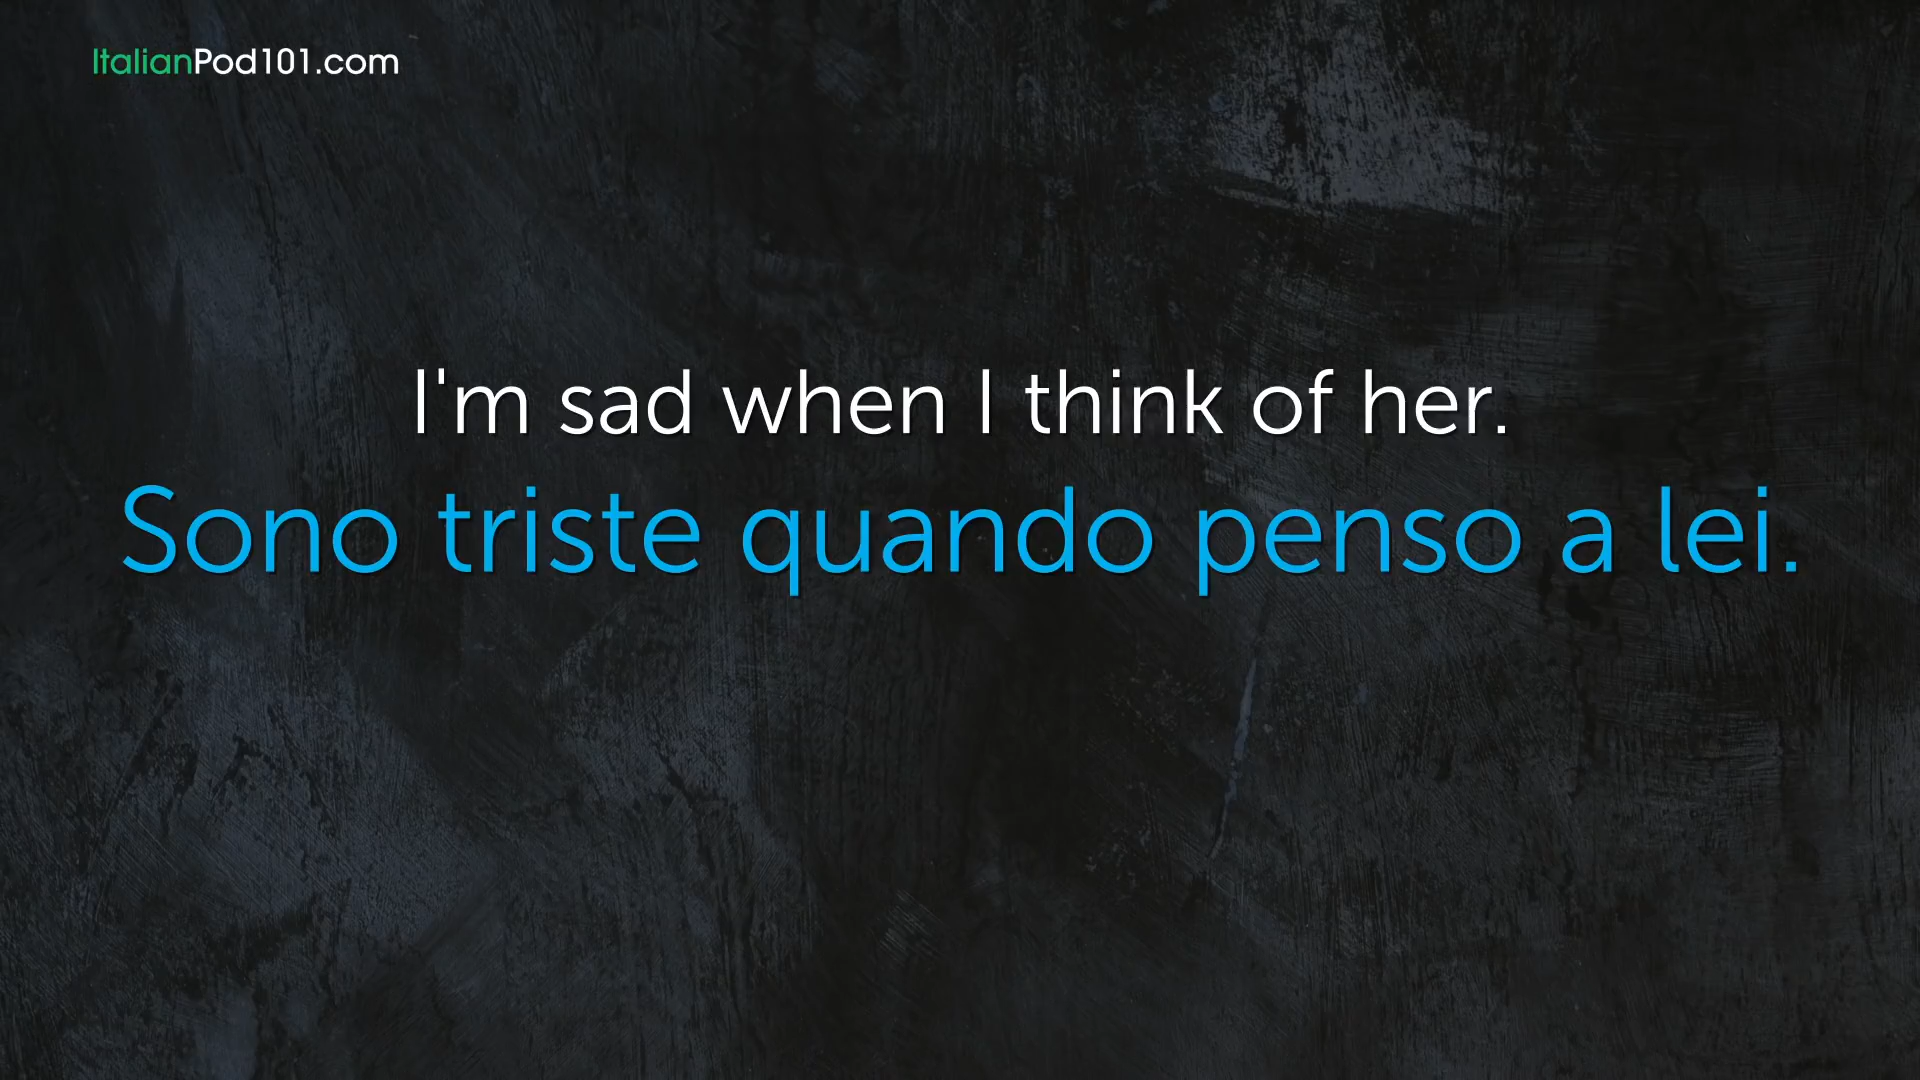 ItalianPod101.com
I'm sad when I think of her.
Sono triste quando penso a lei.